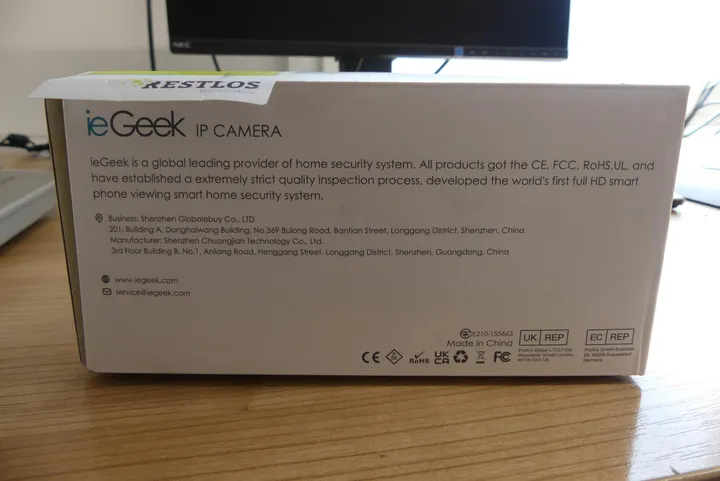 NEC
RESTLOS
ieGeek IP CAMERA
ieGeek is a global leading provider of home security system. All products got the CE, FCC, RoHS,UL, and
have established a extremely strict quality inspection process, developed the world's first full HD smart
phone viewing smart home security system.
Business: Shenzhen Globalebuy Co., LTD
201, Building A, Donghaiwang Building, No.369 Bulong Road, Bantian Street, Longgang District, Shenzhen, China
Manufacturer: Shenzhen Chuangjian Technology Co., Ltd.
3rd Floor Building B, No.1, Anliang Road, Henggang Street, Longgang District, Shenzhen, Guangdong, China
www.iegeek.com
service@iegeek.com
210-153663
Made in China
CE RoHS UK CA FC
UK REP
EC REP
Germany